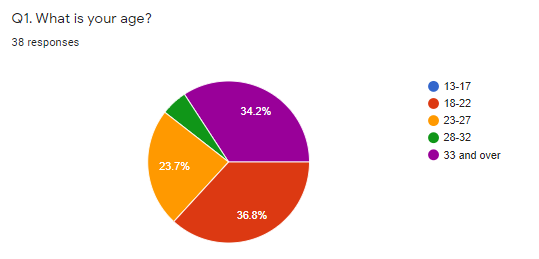 Q1. What is your age?
38 responses
13-17
18-22
23-27
28-32
33 and over
34.2%
23.7%
36.8%